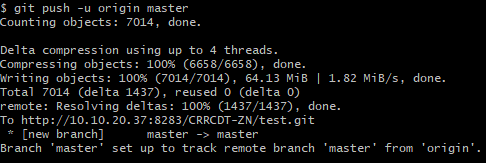 $ git push -u origin master
Counting objects: 7014, done.
Delta compression using up to 4 threads.
Compressing objects: 100% (6658/6658), done.
Writing objects: 100% (7014/7014), 64.13 MiB | 1.82 MiB/s, done.
Total 7014 (delta 1437), reused 0 (delta 0)
remote: Resolving deltas: 100% (1437/1437), done.
To http://10.10.20.37:8283/CRRCDT-ZN/test.git
 * [new branch]      master -> master
Branch 'master' set up to track remote branch 'master' from 'origin'.